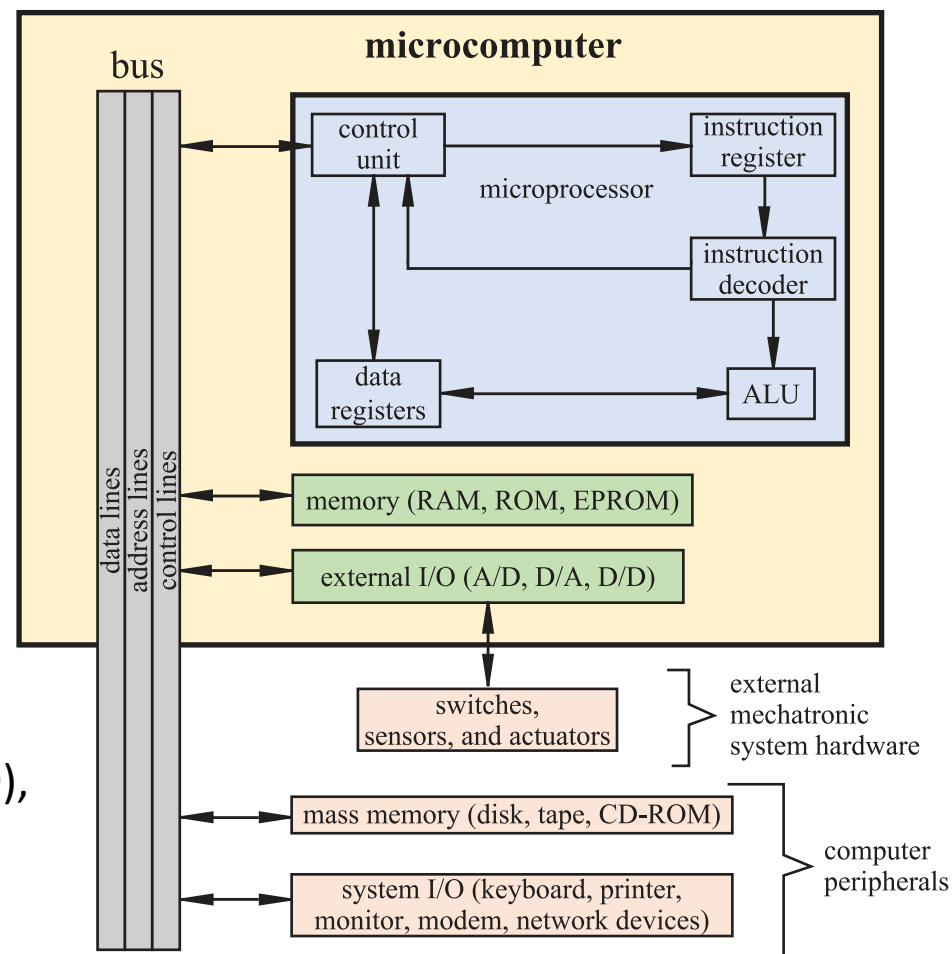 microcomputer
bus
control
unit
instruction
register
microprocessor
instruction
decoder
data
registers
ALU
data lines
address lines
control lines
memory (RAM, ROM, EPROM)
external I/O (A/D, D/A, D/D)
switches,
sensors, and actuators
external
mechatronic
system hardware
),
mass memory (disk, tape, CD-ROM)
system I/O (keyboard, printer,
monitor, modem, network devices)
computer
peripherals